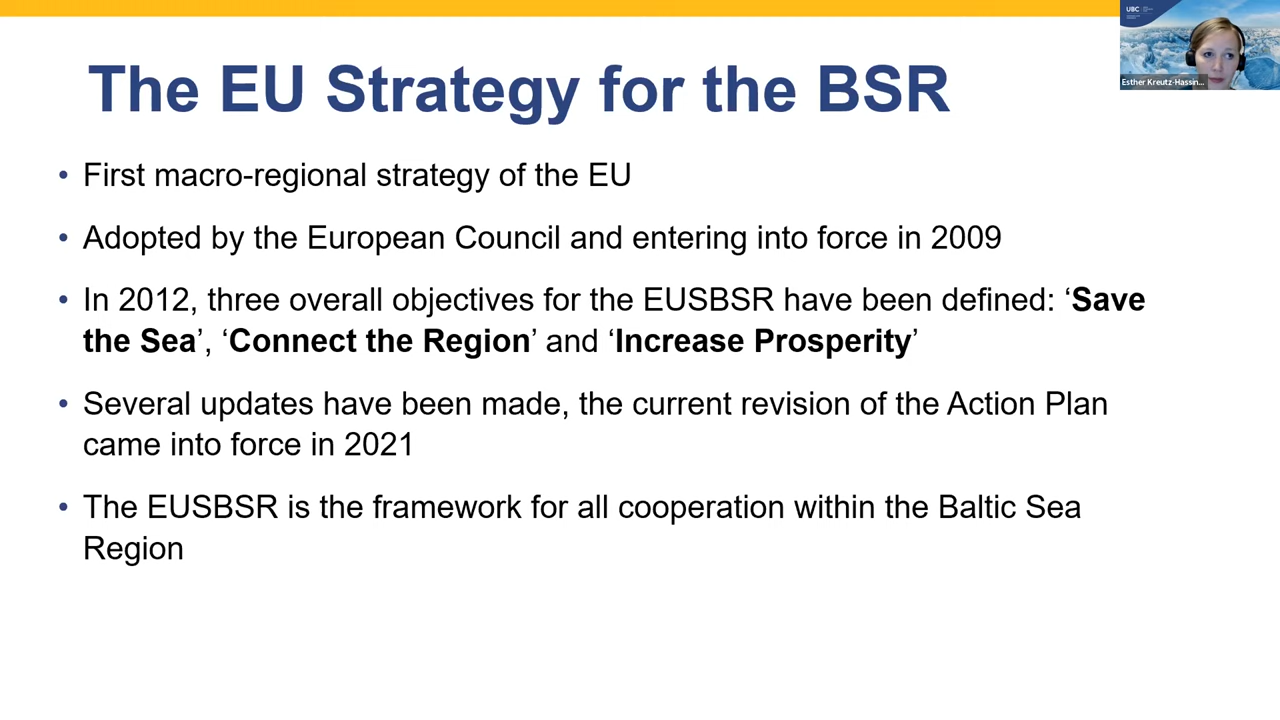 The EU Strategy for the BSR
UBC
Esther Kreutz-Hassin...
• First macro-regional strategy of the EU
• Adopted by the European Council and entering into force in 2009
• In 2012, three overall objectives for the EUSBSR have been defined: ‘Save
the Sea’, ‘Connect the Region’ and ‘Increase Prosperity’
• Several updates have been made, the current revision of the Action Plan
came into force in 2021
• The EUSBSR is the framework for all cooperation within the Baltic Sea
Region